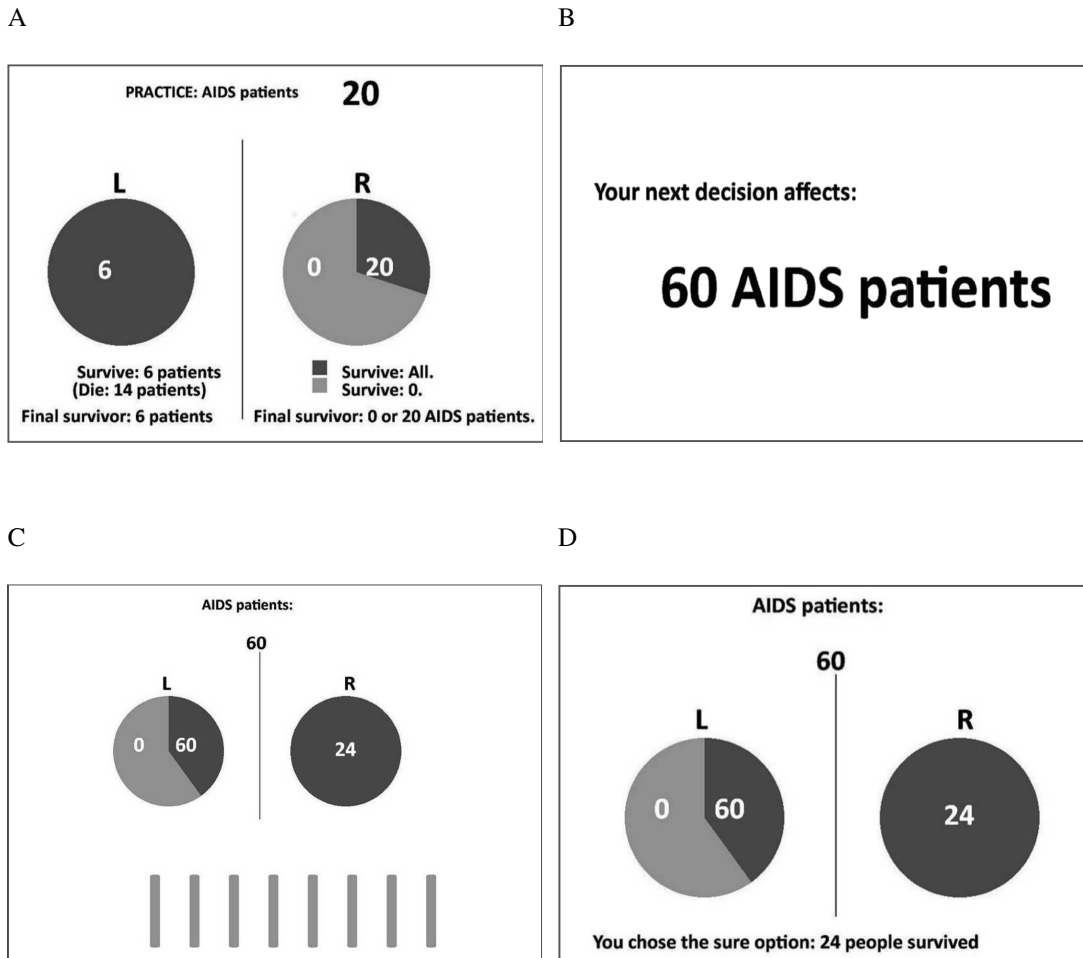 A
PRACTICE: AIDS patients 20
L
R
6
0 20
Survive: 6 patients
(Die: 14 patients)
Final survivor: 6 patients
Survive: All.
Survive: 0.
Final survivor: 0 or 20 AIDS patients.
B
Your next decision affects:
60 AIDS patients
C
AIDS patients:
60
L
R
0 60
24
D
AIDS patients:
60
L
R
0 60
24
You chose the sure option: 24 people survived